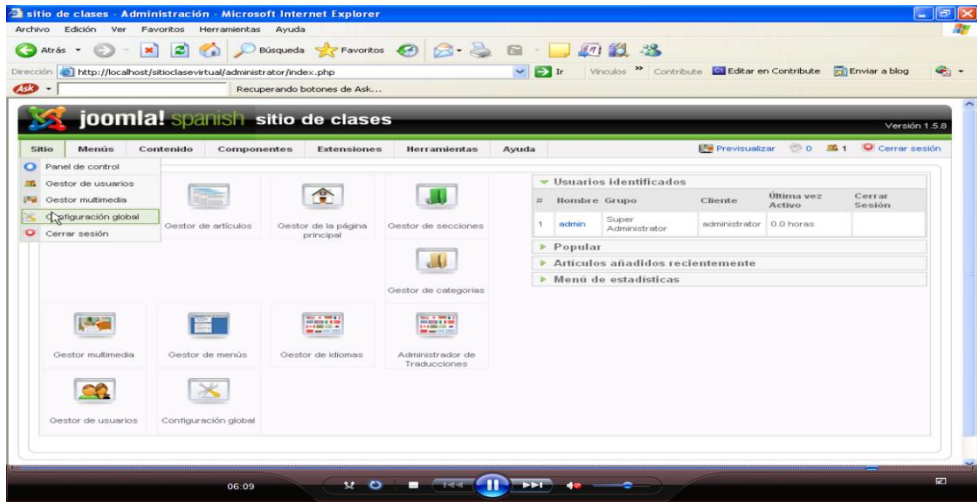 sitio de clases - Administración - Microsoft Internet Explorer
Archivo Edición Ver Favoritos Herramientas Ayuda
Atrás Búsqueda Favoritos
Dirección http://localhost/sitioclasevirtual/administrator/index.php Ir Vínculos » Contribute Editar en Contribute Enviar a blog
Ask Recuperando botones de Ask...
joomla! spanish sitio de clases
Versión 1.5.8
Sitio Menús Contenido Componentes Extensiones Herramientas Ayuda Previsualizar 0 1 Cerrar sesión
Panel de control
Gestor de usuarios
Gestor multimedia
Configuración global
Cerrar sesión
Gestor de artículos
Gestor de la página principal
Gestor de secciones
Gestor de categorias
Gestor multimedia
Gestor de menús
Gestor de idiomas
Administrador de Traducciones
Gestor de usuarios
Configuración global
Usuarios identificados
# Nombre Grupo Cliente Última vez Activo Cerrar Sesión
1 admin Super Administrator administrator 0.0 horas
Popular
Artículos añadidos recientemente
Menú de estadísticas
06:09